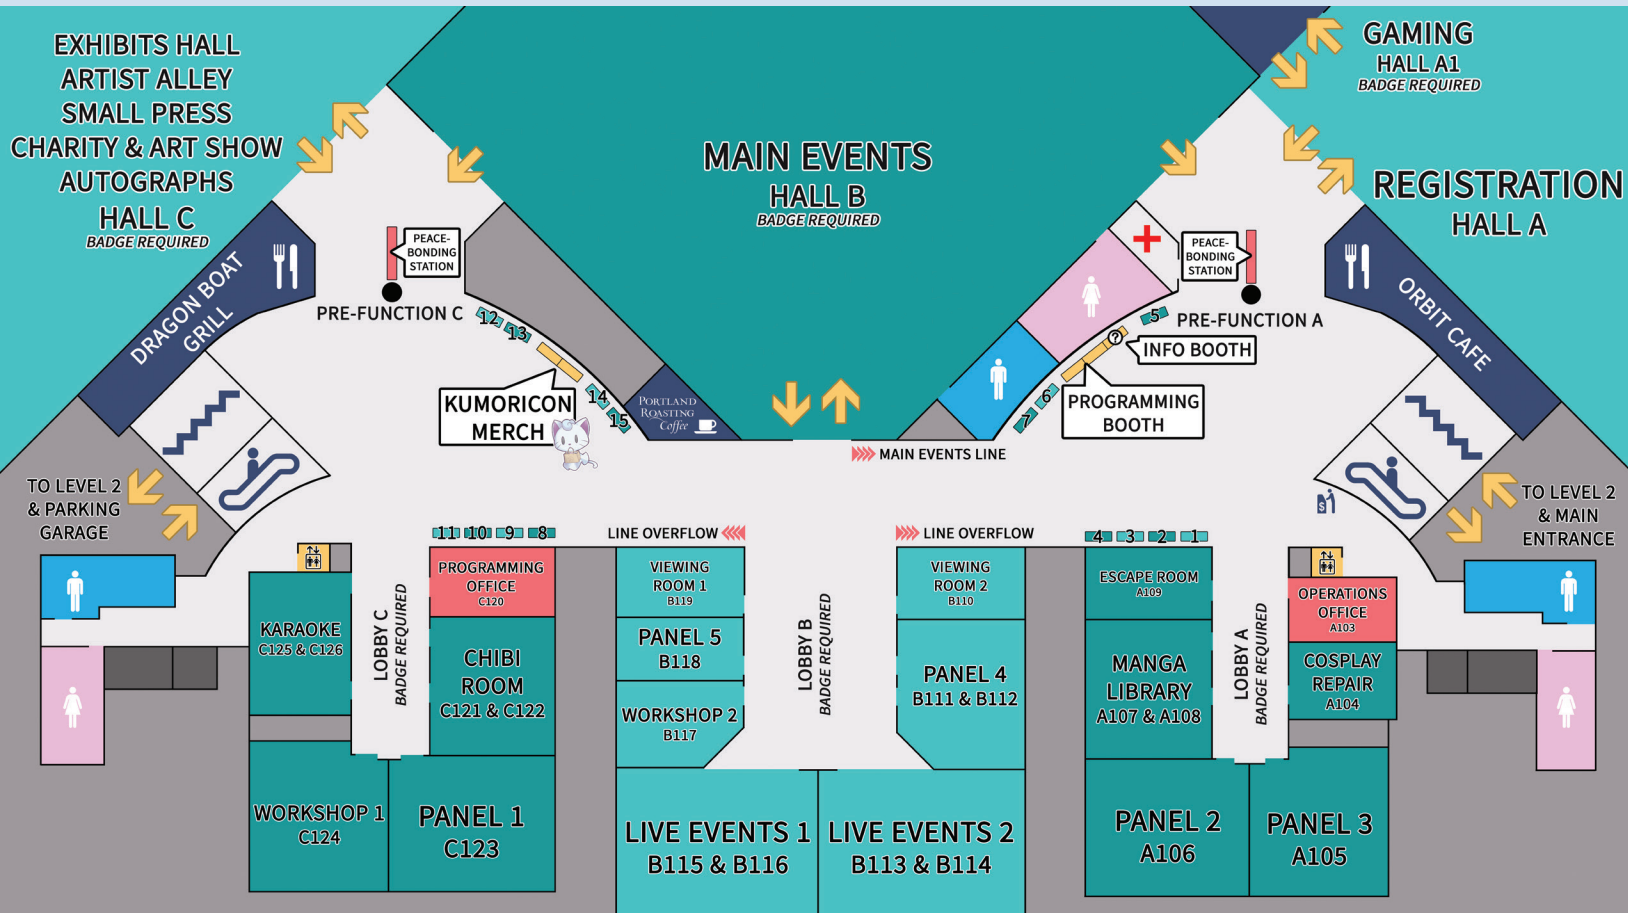 EXHIBITS HALL
ARTIST ALLEY
SMALL PRESS
CHARITY & ART SHOW
AUTOGRAPHS
HALL C
BADGE REQUIRED
MAIN EVENTS
HALL B
BADGE REQUIRED
GAMING
HALL A1
BADGE REQUIRED
REGISTRATION
HALL A
DRAGON BOAT
GRILL
PEACE-
BONDING
STATION
PRE-FUNCTION C
12
13
KUMORICON
MERCH
14
15
PORTLAND
ROASTING
Coffee
PEACE-
BONDING
STATION
PRE-FUNCTION A
5
?
INFO BOOTH
PROGRAMMING
BOOTH
6
7
ORBIT CAFE
MAIN EVENTS LINE
TO LEVEL 2
& PARKING
GARAGE
TO LEVEL 2
& MAIN
ENTRANCE
$
11
10
9
8
LINE OVERFLOW
LINE OVERFLOW
4
3
2
1
KARAOKE
C125 & C126
LOBBY C
BADGE REQUIRED
PROGRAMMING
OFFICE
C120
CHIBI
ROOM
C121 & C122
WORKSHOP 1
C124
PANEL 1
C123
VIEWING
ROOM 1
B119
PANEL 5
B118
WORKSHOP 2
B117
LOBBY B
BADGE REQUIRED
VIEWING
ROOM 2
B110
PANEL 4
B111 & B112
LIVE EVENTS 1
B115 & B116
LIVE EVENTS 2
B113 & B114
ESCAPE ROOM
A109
MANGA
LIBRARY
A107 & A108
LOBBY A
BADGE REQUIRED
OPERATIONS
OFFICE
A103
COSPLAY
REPAIR
A104
PANEL 2
A106
PANEL 3
A105